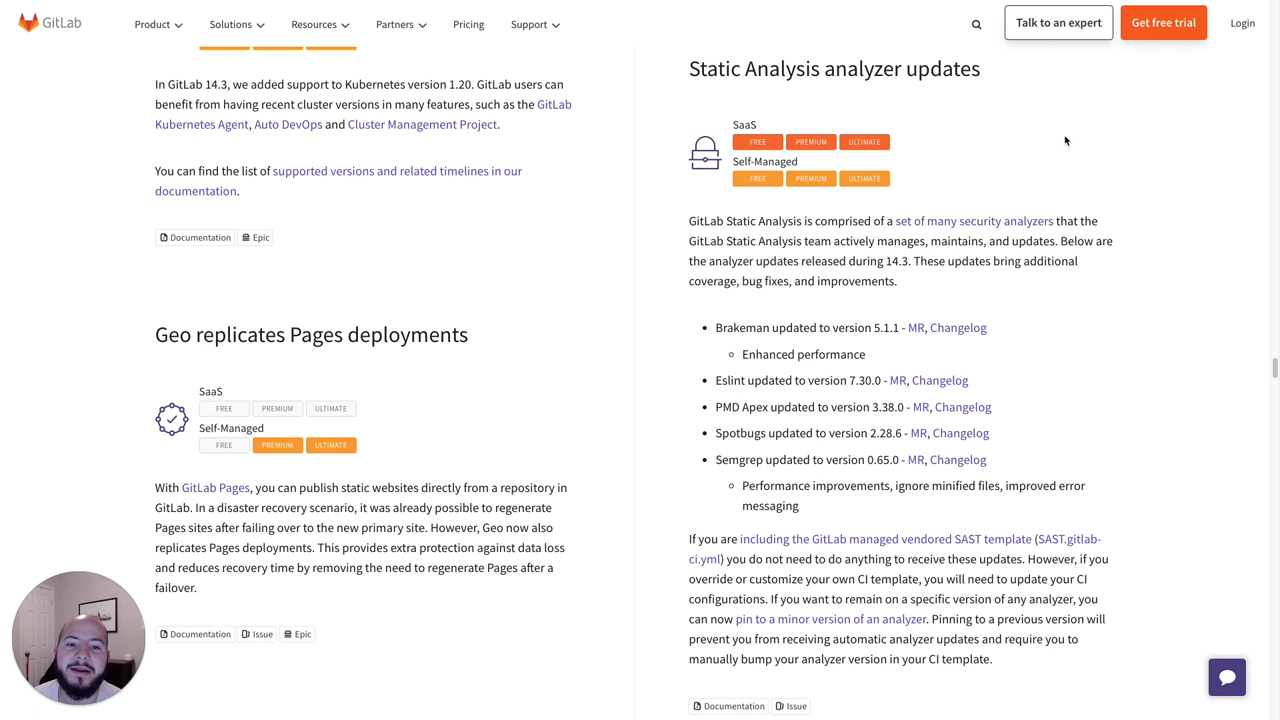 GitLab
Product
Solutions
Resources
Partners
Pricing
Support
Talk to an expert
Get free trial
Login
In GitLab 14.3, we added support to Kubernetes version 1.20. GitLab users can
benefit from having recent cluster versions in many features, such as the GitLab
Kubernetes Agent, Auto DevOps and Cluster Management Project.
You can find the list of supported versions and related timelines in our
documentation.
Documentation
Epic
Geo replicates Pages deployments
SaaS
FREE PREMIUM ULTIMATE
Self-Managed
FREE PREMIUM ULTIMATE
With GitLab Pages, you can publish static websites directly from a repository in
GitLab. In a disaster recovery scenario, it was already possible to regenerate
Pages sites after failing over to the new primary site. However, Geo now also
replicates Pages deployments. This provides extra protection against data loss
and reduces recovery time by removing the need to regenerate Pages after a
failover.
Documentation
Issue
Epic
Static Analysis analyzer updates
SaaS
FREE PREMIUM ULTIMATE
Self-Managed
FREE PREMIUM ULTIMATE
GitLab Static Analysis is comprised of a set of many security analyzers that the
GitLab Static Analysis team actively manages, maintains, and updates. Below are
the analyzer updates released during 14.3. These updates bring additional
coverage, bug fixes, and improvements.
• Brakeman updated to version 5.1.1 - MR, Changelog
◦ Enhanced performance
• Eslint updated to version 7.30.0 - MR, Changelog
• PMD Apex updated to version 3.38.0 - MR, Changelog
• Spotbugs updated to version 2.28.6 - MR, Changelog
• Semgrep updated to version 0.65.0 - MR, Changelog
◦ Performance improvements, ignore minified files, improved error
messaging
If you are including the GitLab managed vendored SAST template (SAST.gitlab-
ci.yml) you do not need to do anything to receive these updates. However, if you
override or customize your own CI template, you will need to update your CI
configurations. If you want to remain on a specific version of any analyzer, you
can now pin to a minor version of an analyzer. Pinning to a previous version will
prevent you from receiving automatic analyzer updates and require you to
manually bump your analyzer version in your CI template.
Documentation
Issue